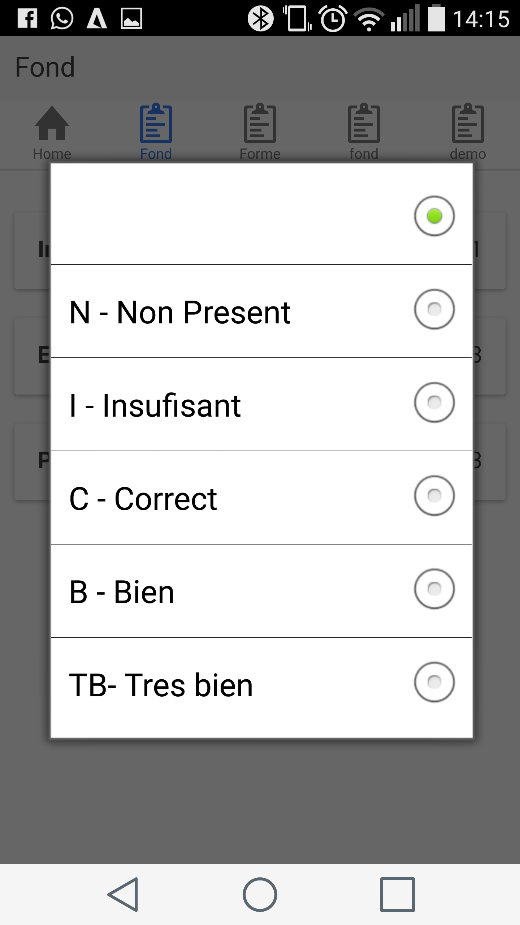 14:15
Fond
Home
Fond
Forme
fond
demo
N - Non Present
I - Insufisant
C - Correct
B - Bien
TB- Tres bien